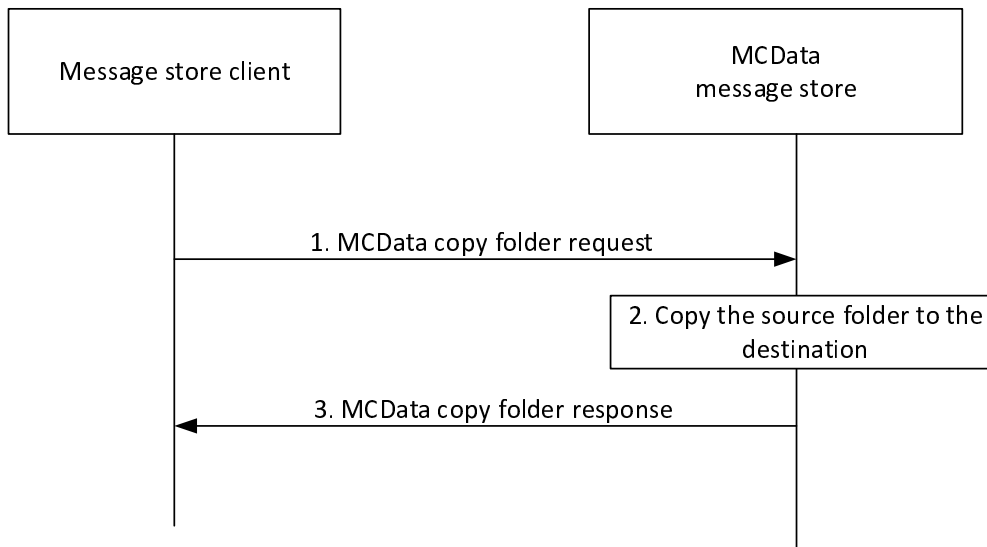 Message store client
MCData
message store
1. MCData copy folder request
2. Copy the source folder to the
destination
3. MCData copy folder response